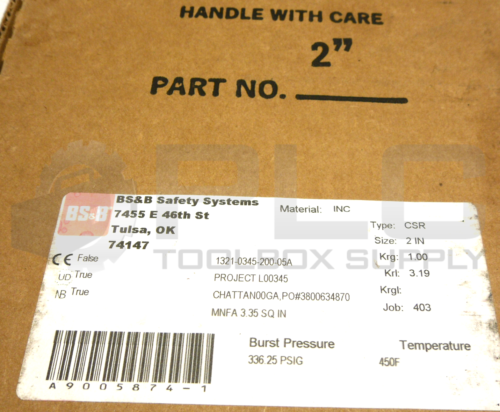 HANDLE WITH CARE
2”
PART NO.
PLC
TOOLBOX SUPPLY
BS&B
BS&B Safety Systems
7455 E 46th St
Tulsa, OK
74147
Material: INC
Type: CSR
Size: 2 IN
Krg: 1.00
Krl: 3.19
Krgl:
Job: 403
CE False
UD True
NB True
1321-0345-200-05A
PROJECT L00345
CHATTAN00GA,PO#3800634870
MNFA 3.35 SQ IN
Burst Pressure
336.25 PSIG
Temperature
450F
A9005874-1